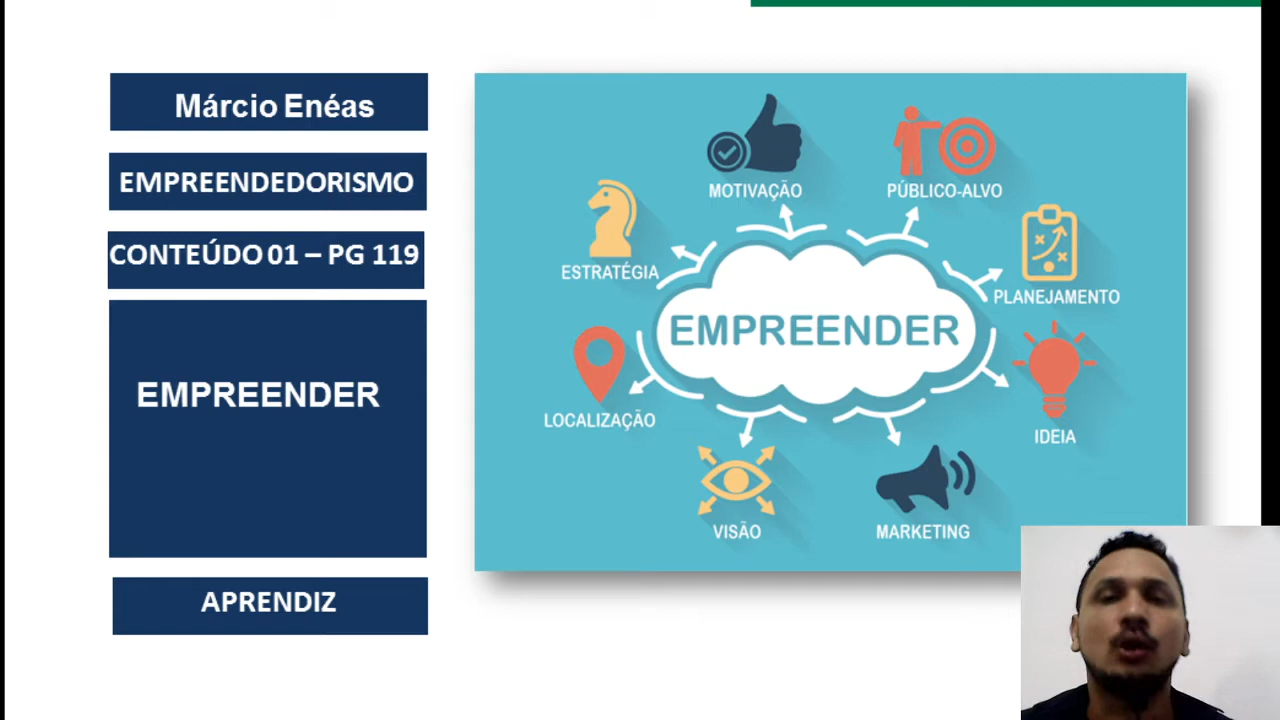 Márcio Enéas
EMPREENDEDORISMO
CONTEÚDO 01 – PG 119
EMPREENDER
APRENDIZ
MOTIVAÇÃO
PÚBLICO-ALVO
ESTRATÉGIA
PLANEJAMENTO
EMPREENDER
LOCALIZAÇÃO
IDEIA
VISÃO
MARKETING